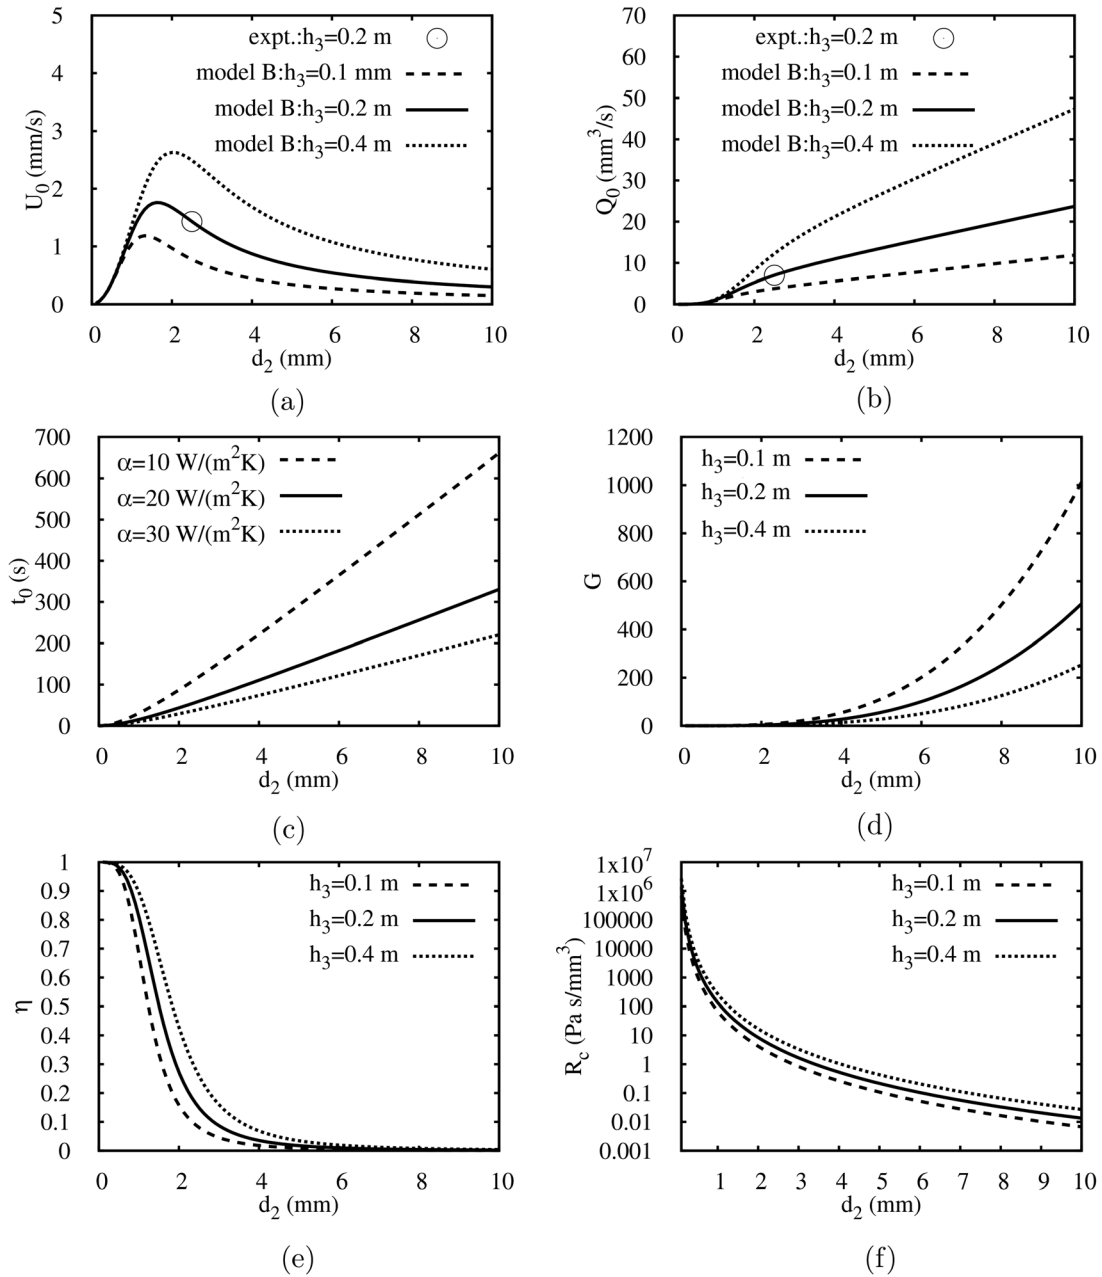 5
4
3
2
1
0
U₀ (mm/s)
expt.:h₃=0.2 m
model B:h₃=0.1 mm
model B:h₃=0.2 m
model B:h₃=0.4 m
0 2 4 6 8 10
d₂ (mm)
(a)
70
60
50
40
30
20
10
0
Q₀ (mm³/s)
expt.:h₃=0.2 m
model B:h₃=0.1 m
model B:h₃=0.2 m
model B:h₃=0.4 m
0 2 4 6 8 10
d₂ (mm)
(b)
700
600
500
400
300
200
100
0
t₀ (s)
α=10 W/(m²K)
α=20 W/(m²K)
α=30 W/(m²K)
0 2 4 6 8 10
d₂ (mm)
(c)
1200
1000
800
600
400
200
0
G
h₃=0.1 m
h₃=0.2 m
h₃=0.4 m
0 2 4 6 8 10
d₂ (mm)
(d)
1
0.9
0.8
0.7
0.6
0.5
0.4
0.3
0.2
0.1
0
η
h₃=0.1 m
h₃=0.2 m
h₃=0.4 m
0 2 4 6 8 10
d₂ (mm)
(e)
1x10⁷
1x10⁶
100000
10000
1000
100
10
1
0.1
0.01
0.001
R_c (Pa s/mm³)
h₃=0.1 m
h₃=0.2 m
h₃=0.4 m
1 2 3 4 5 6 7 8 9 10
d₂ (mm)
(f)